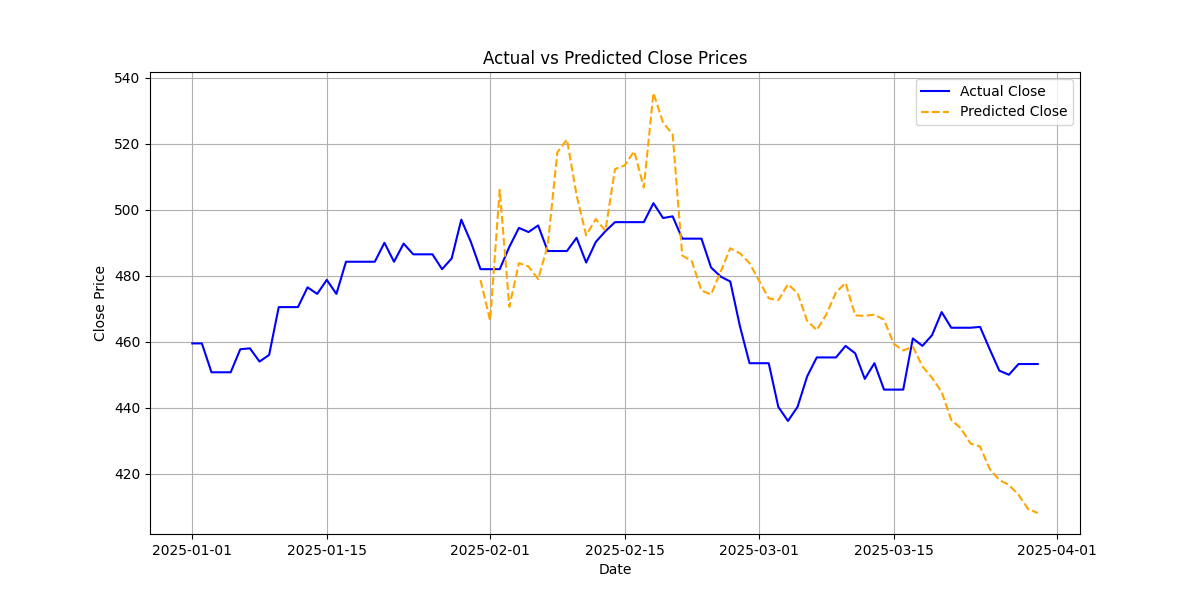 Actual vs Predicted Close Prices
Actual Close
Predicted Close
Close Price
540
520
500
480
460
440
420
2025-01-01
2025-01-15
2025-02-01
2025-02-15
2025-03-01
2025-03-15
2025-04-01
Date